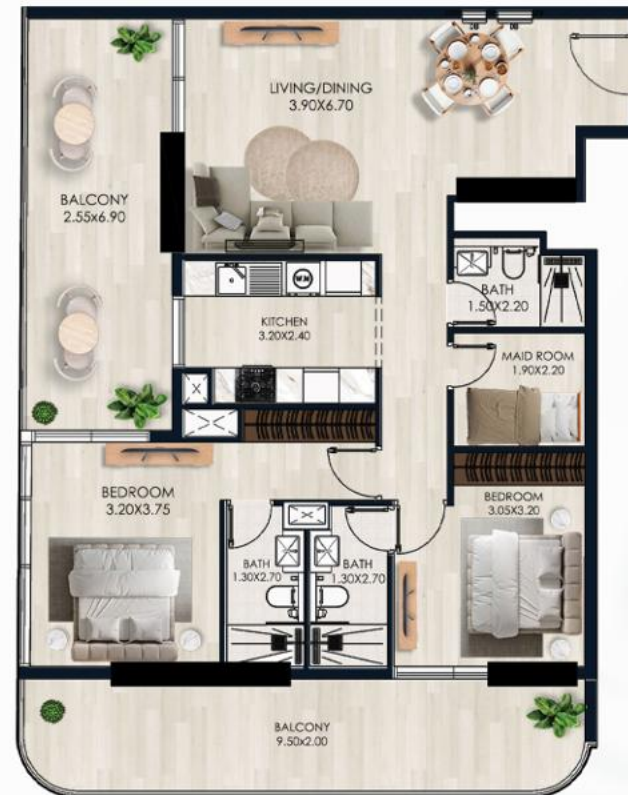 LIVING/DINING
3.90X6.70
BALCONY
2.55x6.90
BATH
1.50X2.20
KITCHEN
3.20X2.40
MAID ROOM
1.90X2.20
BEDROOM
3.20X3.75
BEDROOM
3.05X3.20
BATH
1.30X2.70
BATH
1.30X2.70
BALCONY
9.50x2.00